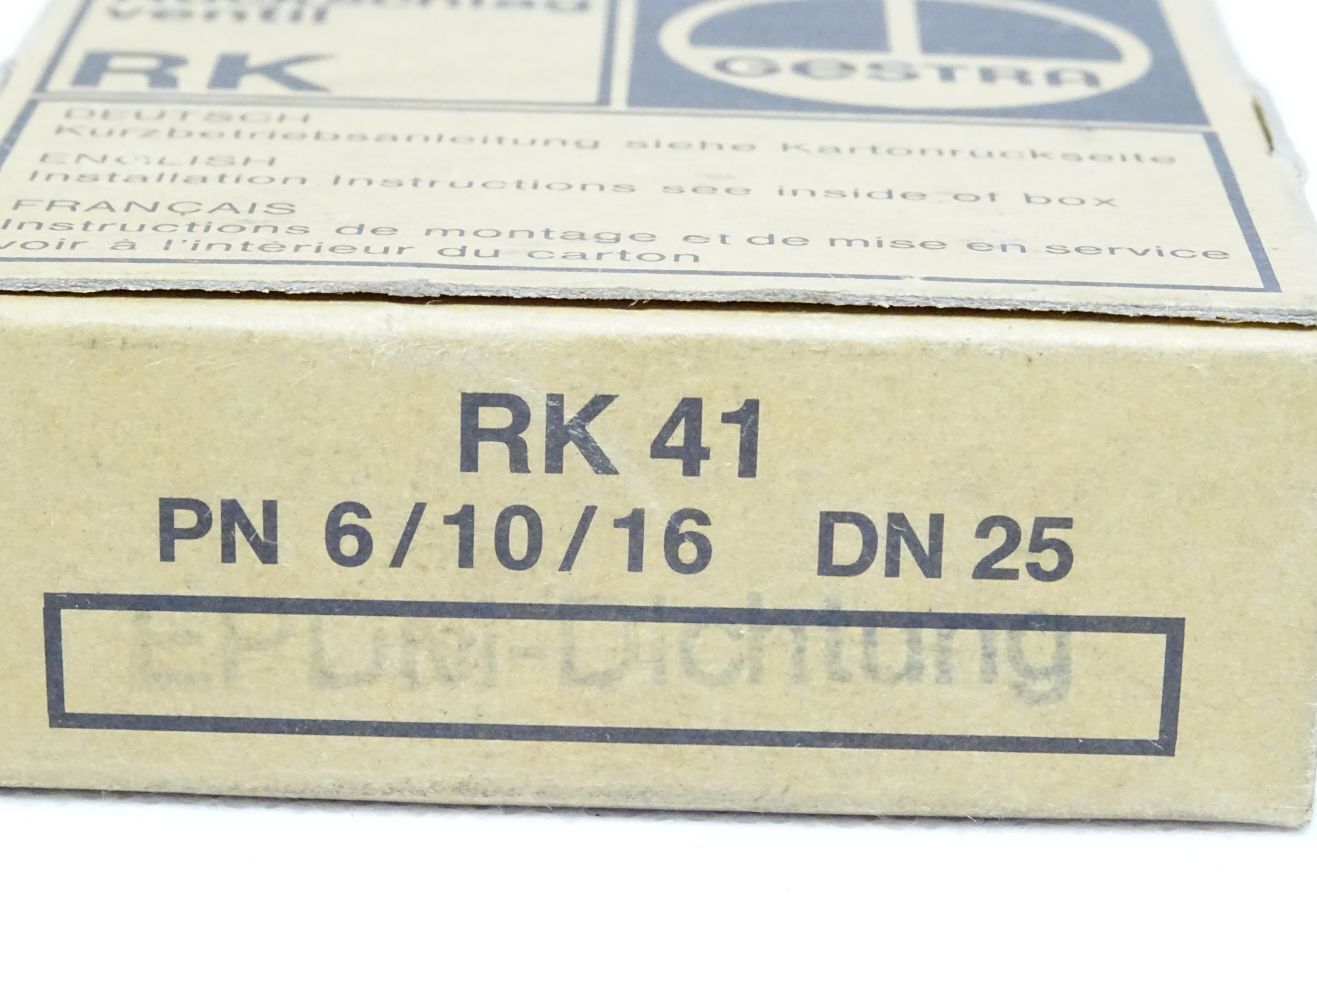 ventil
RK
GESTRA
DEUTSCH
Kurzbetriebsanleitung siehe Kartonrückseite
ENGLISH
Installation Instructions see inside of box
FRANÇAIS
Instructions de montage et de mise en service
voir à l'intérieur du carton
RK 41
PN 6/10/16 DN 25
EPDM-Dichtung